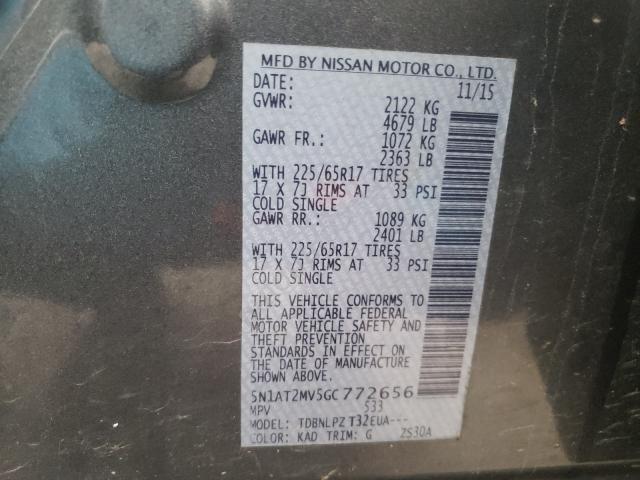 MFD BY NISSAN MOTOR CO., LTD.
DATE: 11/15
GVWR: 2122 KG
4679 LB
GAWR FR.: 1072 KG
2363 LB
WITH 225/65R17 TIRES
17 X 7J RIMS AT 33 PSI
COLD SINGLE
GAWR RR.: 1089 KG
2401 LB
WITH 225/65R17 TIRES
17 X 7J RIMS AT 33 PSI
COLD SINGLE
THIS VEHICLE CONFORMS TO
ALL APPLICABLE FEDERAL
MOTOR VEHICLE SAFETY AND
THEFT PREVENTION
STANDARDS IN EFFECT ON
THE DATE OF MANUFACTURE
SHOWN ABOVE.
5N1AT2MV5GC772656
MPV S33
MODEL: TDBNLPZ T32EUA---
COLOR: KAD TRIM: G ZS30A